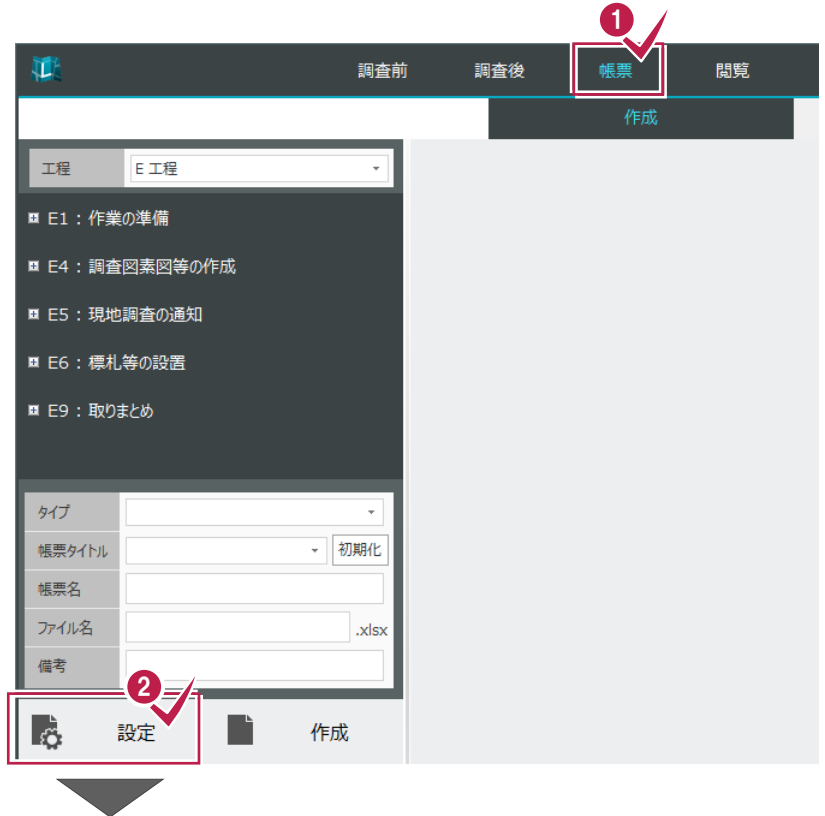 1
L
調査前 調査後 帳票 閲覧
作成
工程 E 工程
E1：作業の準備
E4：調査図素図等の作成
E5：現地調査の通知
E6：標札等の設置
E9：取りまとめ
タイプ
帳票タイトル 初期化
帳票名
ファイル名 .xlsx
備考
2
設定 作成